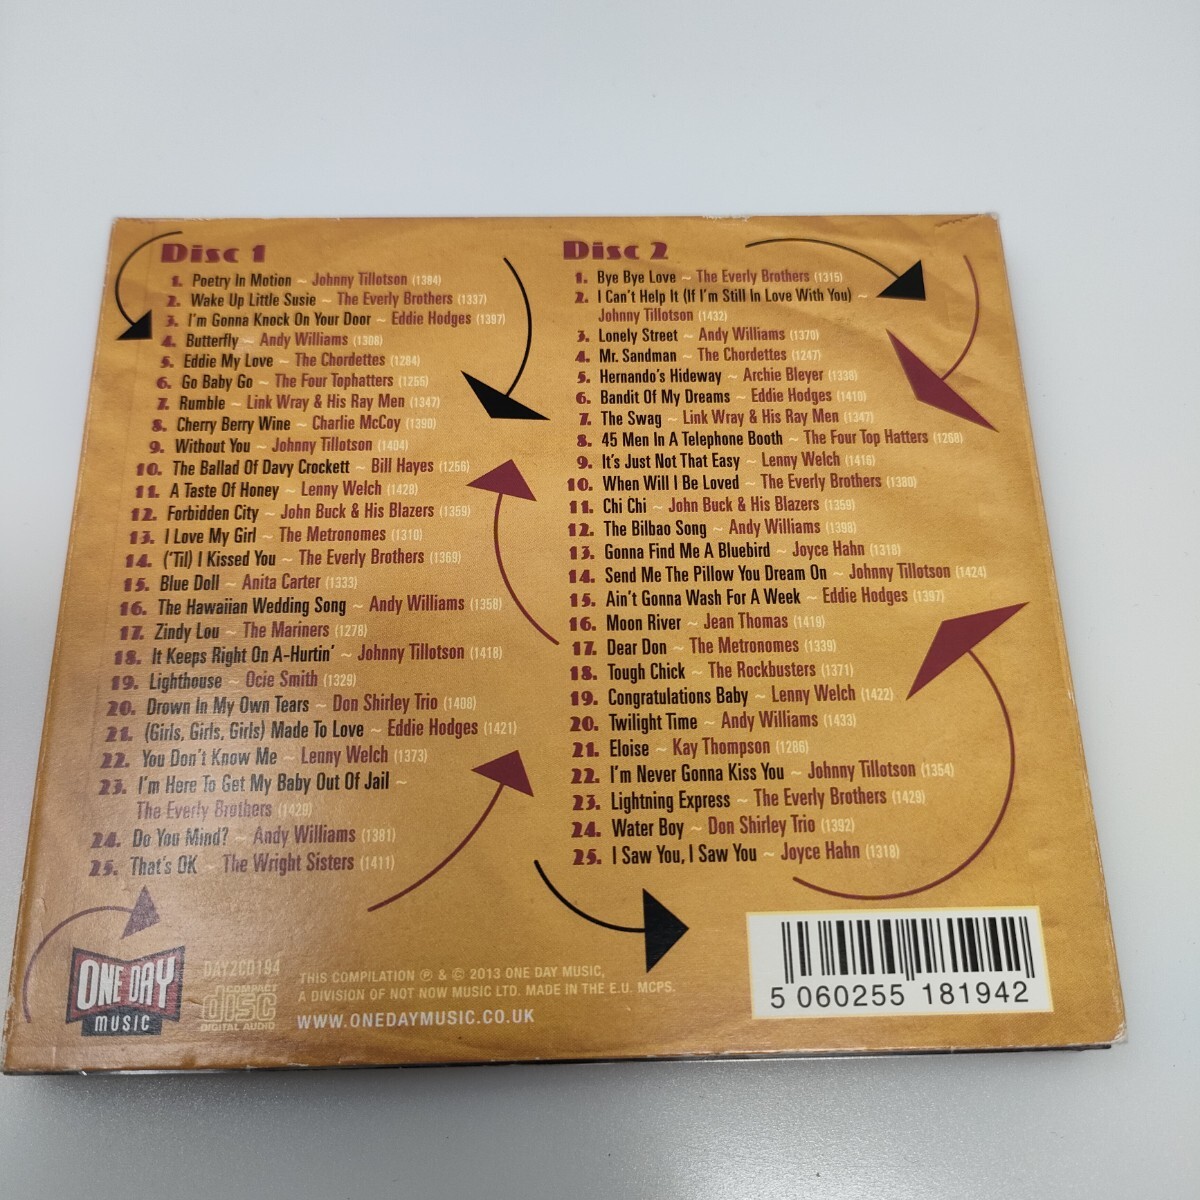 Disc 1
1. Poetry In Motion ~ Johnny Tillotson (1384)
2. Wake Up Little Susie ~ The Everly Brothers (1337)
3. I'm Gonna Knock On Your Door ~ Eddie Hodges (1397)
4. Butterfly ~ Andy Williams (1308)
5. Eddie My Love ~ The Chordettes (1284)
6. Go Baby Go ~ The Four Tophatters (1255)
7. Rumble ~ Link Wray & His Ray Men (1347)
8. Cherry Berry Wine ~ Charlie McCoy (1390)
9. Without You ~ Johnny Tillotson (1404)
10. The Ballad Of Davy Crockett ~ Bill Hayes (1256)
11. A Taste Of Honey ~ Lenny Welch (1428)
12. Forbidden City ~ John Buck & His Blazers (1359)
13. I Love My Girl ~ The Metronomes (1310)
14. ('Til) I Kissed You ~ The Everly Brothers (1369)
15. Blue Doll ~ Anita Carter (1333)
16. The Hawaiian Wedding Song ~ Andy Williams (1358)
17. Zindy Lou ~ The Mariners (1278)
18. It Keeps Right On A-Hurtin' ~ Johnny Tillotson (1418)
19. Lighthouse ~ Ocie Smith (1329)
20. Drown In My Own Tears ~ Don Shirley Trio (1408)
21. (Girls, Girls, Girls) Made To Love ~ Eddie Hodges (1421)
22. You Don't Know Me ~ Lenny Welch (1373)
23. I'm Here To Get My Baby Out Of Jail ~
The Everly Brothers (1429)
24. Do You Mind? ~ Andy Williams (1381)
25. That's OK ~ The Wright Sisters (1411)
Disc 2
1. Bye Bye Love ~ The Everly Brothers (1315)
2. I Can't Help It (If I'm Still In Love With You) ~
Johnny Tillotson (1432)
3. Lonely Street ~ Andy Williams (1370)
4. Mr. Sandman ~ The Chordettes (1247)
5. Hernando's Hideway ~ Archie Bleyer (1338)
6. Bandit Of My Dreams ~ Eddie Hodges (1410)
7. The Swag ~ Link Wray & His Ray Men (1347)
8. 45 Men In A Telephone Booth ~ The Four Top Hatters (1268)
9. It's Just Not That Easy ~ Lenny Welch (1416)
10. When Will I Be Loved ~ The Everly Brothers (1380)
11. Chi Chi ~ John Buck & His Blazers (1359)
12. The Bilbao Song ~ Andy Williams (1398)
13. Gonna Find Me A Bluebird ~ Joyce Hahn (1318)
14. Send Me The Pillow You Dream On ~ Johnny Tillotson (1424)
15. Ain't Gonna Wash For A Week ~ Eddie Hodges (1397)
16. Moon River ~ Jean Thomas (1419)
17. Dear Don ~ The Metronomes (1339)
18. Tough Chick ~ The Rockbusters (1371)
19. Congratulations Baby ~ Lenny Welch (1422)
20. Twilight Time ~ Andy Williams (1433)
21. Eloise ~ Kay Thompson (1286)
22. I'm Never Gonna Kiss You ~ Johnny Tillotson (1354)
23. Lightning Express ~ The Everly Brothers (1429)
24. Water Boy ~ Don Shirley Trio (1392)
25. I Saw You, I Saw You ~ Joyce Hahn (1318)
ONE DAY
MUSIC
DAY2CD194
COMPACT
disc
DIGITAL AUDIO
THIS COMPILATION ℗ & © 2013 ONE DAY MUSIC,
A DIVISION OF NOT NOW MUSIC LTD. MADE IN THE E.U. MCPS.
WWW.ONEDAYMUSIC.CO.UK
5 060255 181942